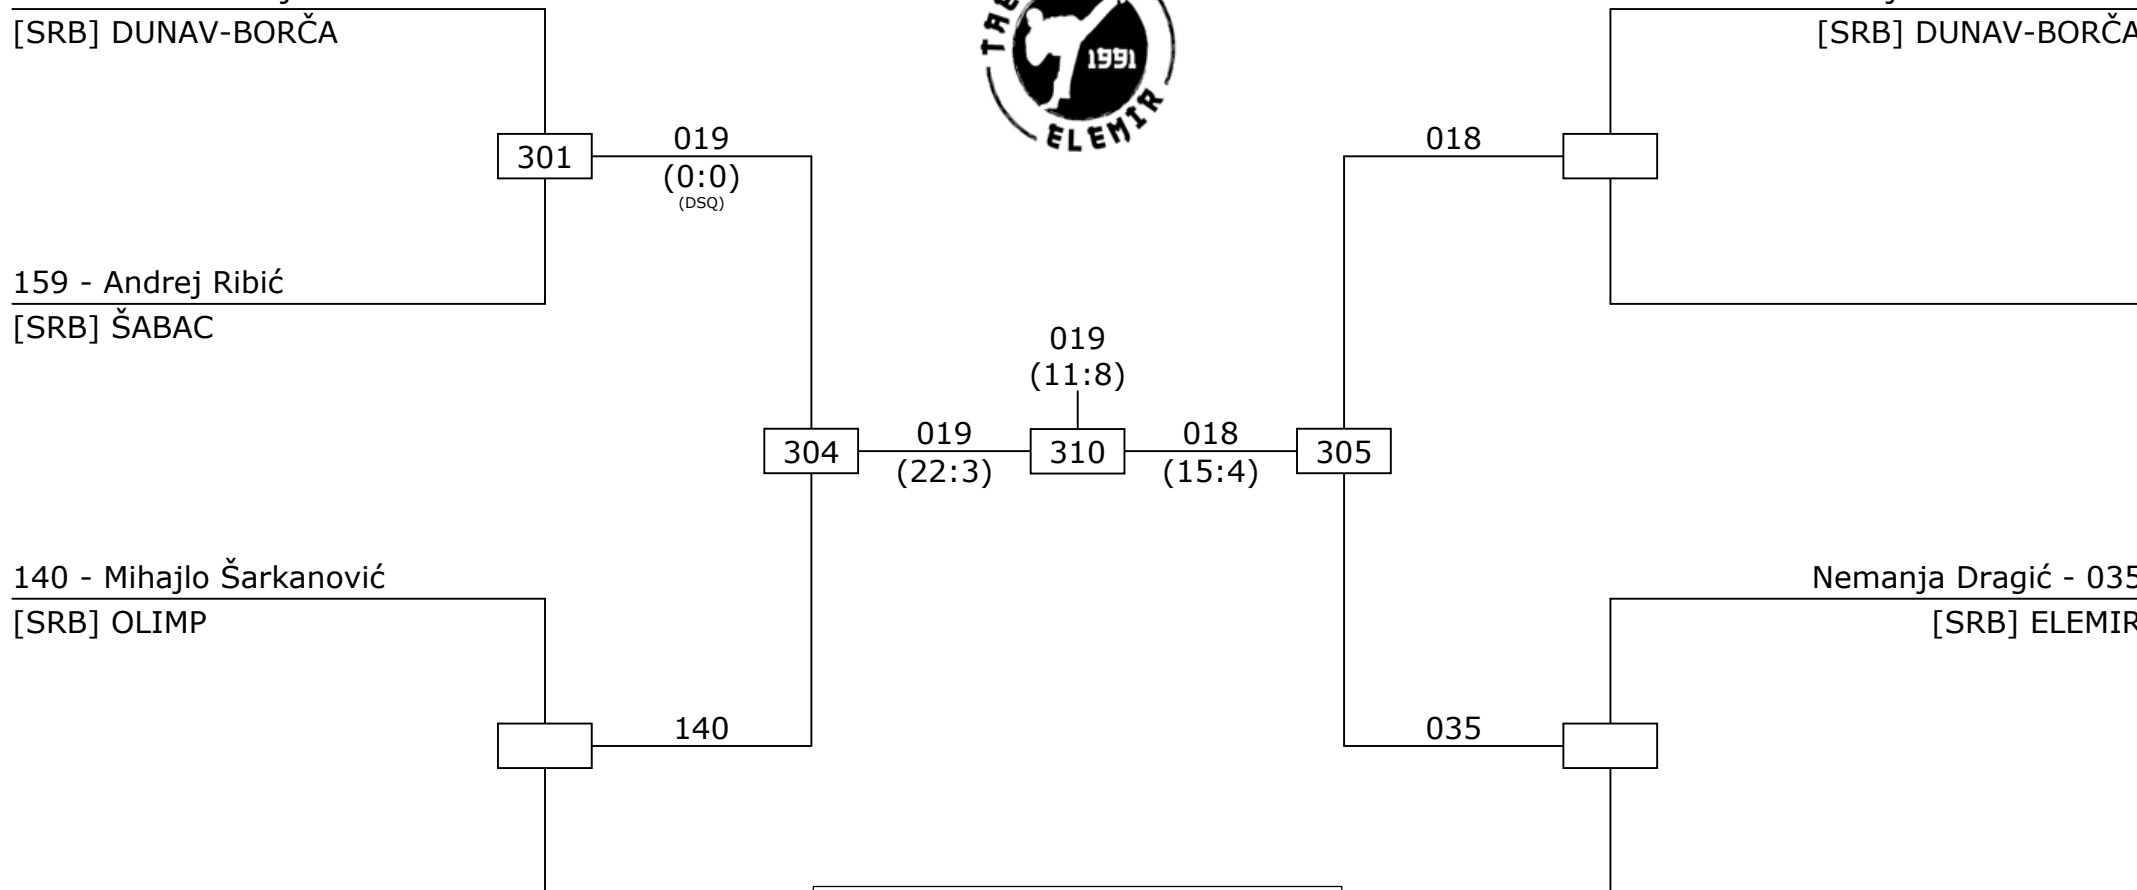 [SRB] DUNAV-BORČA
[SRB] DUNAV-BORČA
1991
ELEMIR
301
019
(0:0)
(DSQ)
018
159 - Andrej Ribić
[SRB] ŠABAC
019
(11:8)
304
019
(22:3)
310
018
(15:4)
305
140 - Mihajlo Šarkanović
[SRB] OLIMP
Nemanja Dragić - 035
[SRB] ELEMIR
140
035